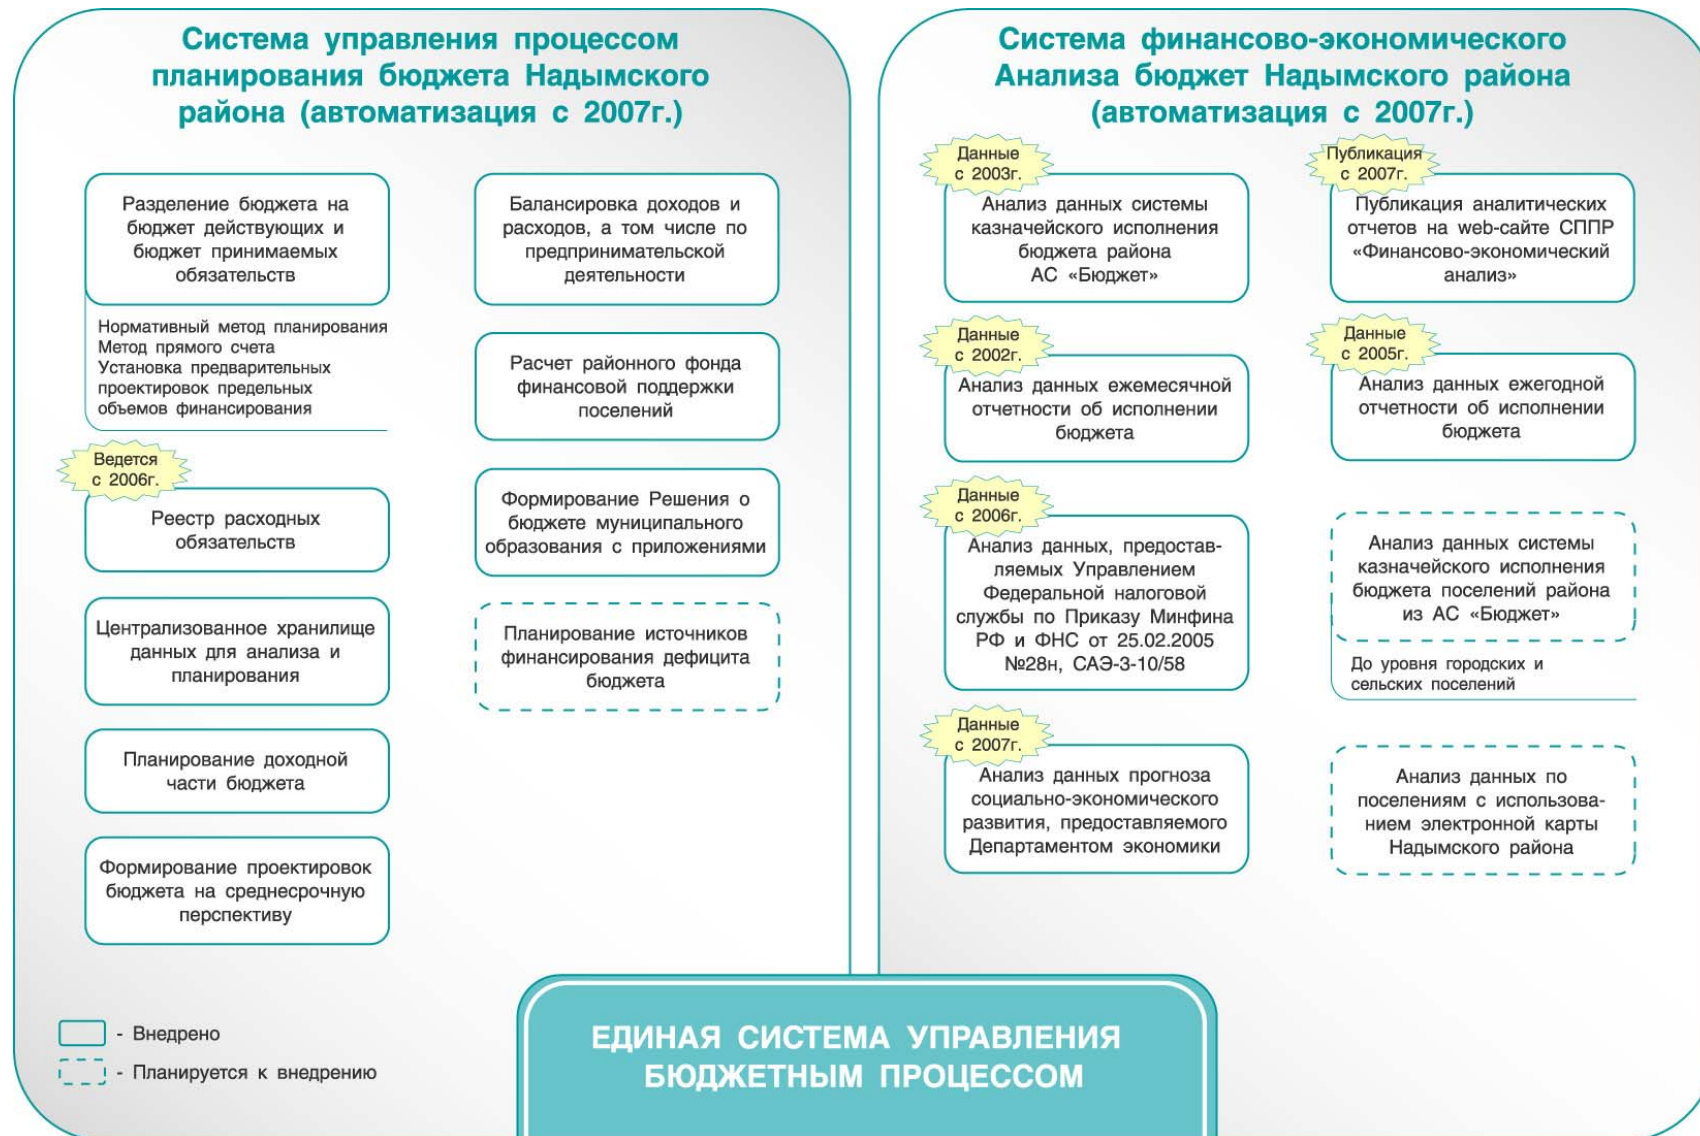 Система управления процессом
планирования бюджета Надымского
района (автоматизация с 2007г.)
Разделение бюджета на
бюджет действующих и
бюджет принимаемых
обязательств
Нормативный метод планирования
Метод прямого счета
Установка предварительных
проектировок предельных
объемов финансирования
Ведется
с 2006г.
Реестр расходных
обязательств
Централизованное хранилище
данных для анализа и
планирования
Планирование доходной
части бюджета
Формирование проектировок
бюджета на среднесрочную
перспективу
Балансировка доходов и
расходов, а том числе по
предпринимательской
деятельности
Расчет районного фонда
финансовой поддержки
поселений
Формирование Решения о
бюджете муниципального
образования с приложениями
Планирование источников
финансирования дефицита
бюджета
- Внедрено
- Планируется к внедрению
Система финансово-экономического
Анализа бюджет Надымского района
(автоматизация с 2007г.)
Данные
с 2003г.
Анализ данных системы
казначейского исполнения
бюджета района
АС «Бюджет»
Данные
с 2002г.
Анализ данных ежемесячной
отчетности об исполнении
бюджета
Данные
с 2006г.
Анализ данных, предостав-
ляемых Управлением
Федеральной налоговой
службы по Приказу Минфина
РФ и ФНС от 25.02.2005
№28н, САЭ-3-10/58
Данные
с 2007г.
Анализ данных прогноза
социально-экономического
развития, предоставляемого
Департаментом экономики
Публикация
с 2007г.
Публикация аналитических
отчетов на web-сайте СППР
«Финансово-экономический
анализ»
Данные
с 2005г.
Анализ данных ежегодной
отчетности об исполнении
бюджета
Анализ данных системы
казначейского исполнения
бюджета поселений района
из АС «Бюджет»
До уровня городских и
сельских поселений
Анализ данных по
поселениям с использова-
нием электронной карты
Надымского района
ЕДИНАЯ СИСТЕМА УПРАВЛЕНИЯ
БЮДЖЕТНЫМ ПРОЦЕССОМ